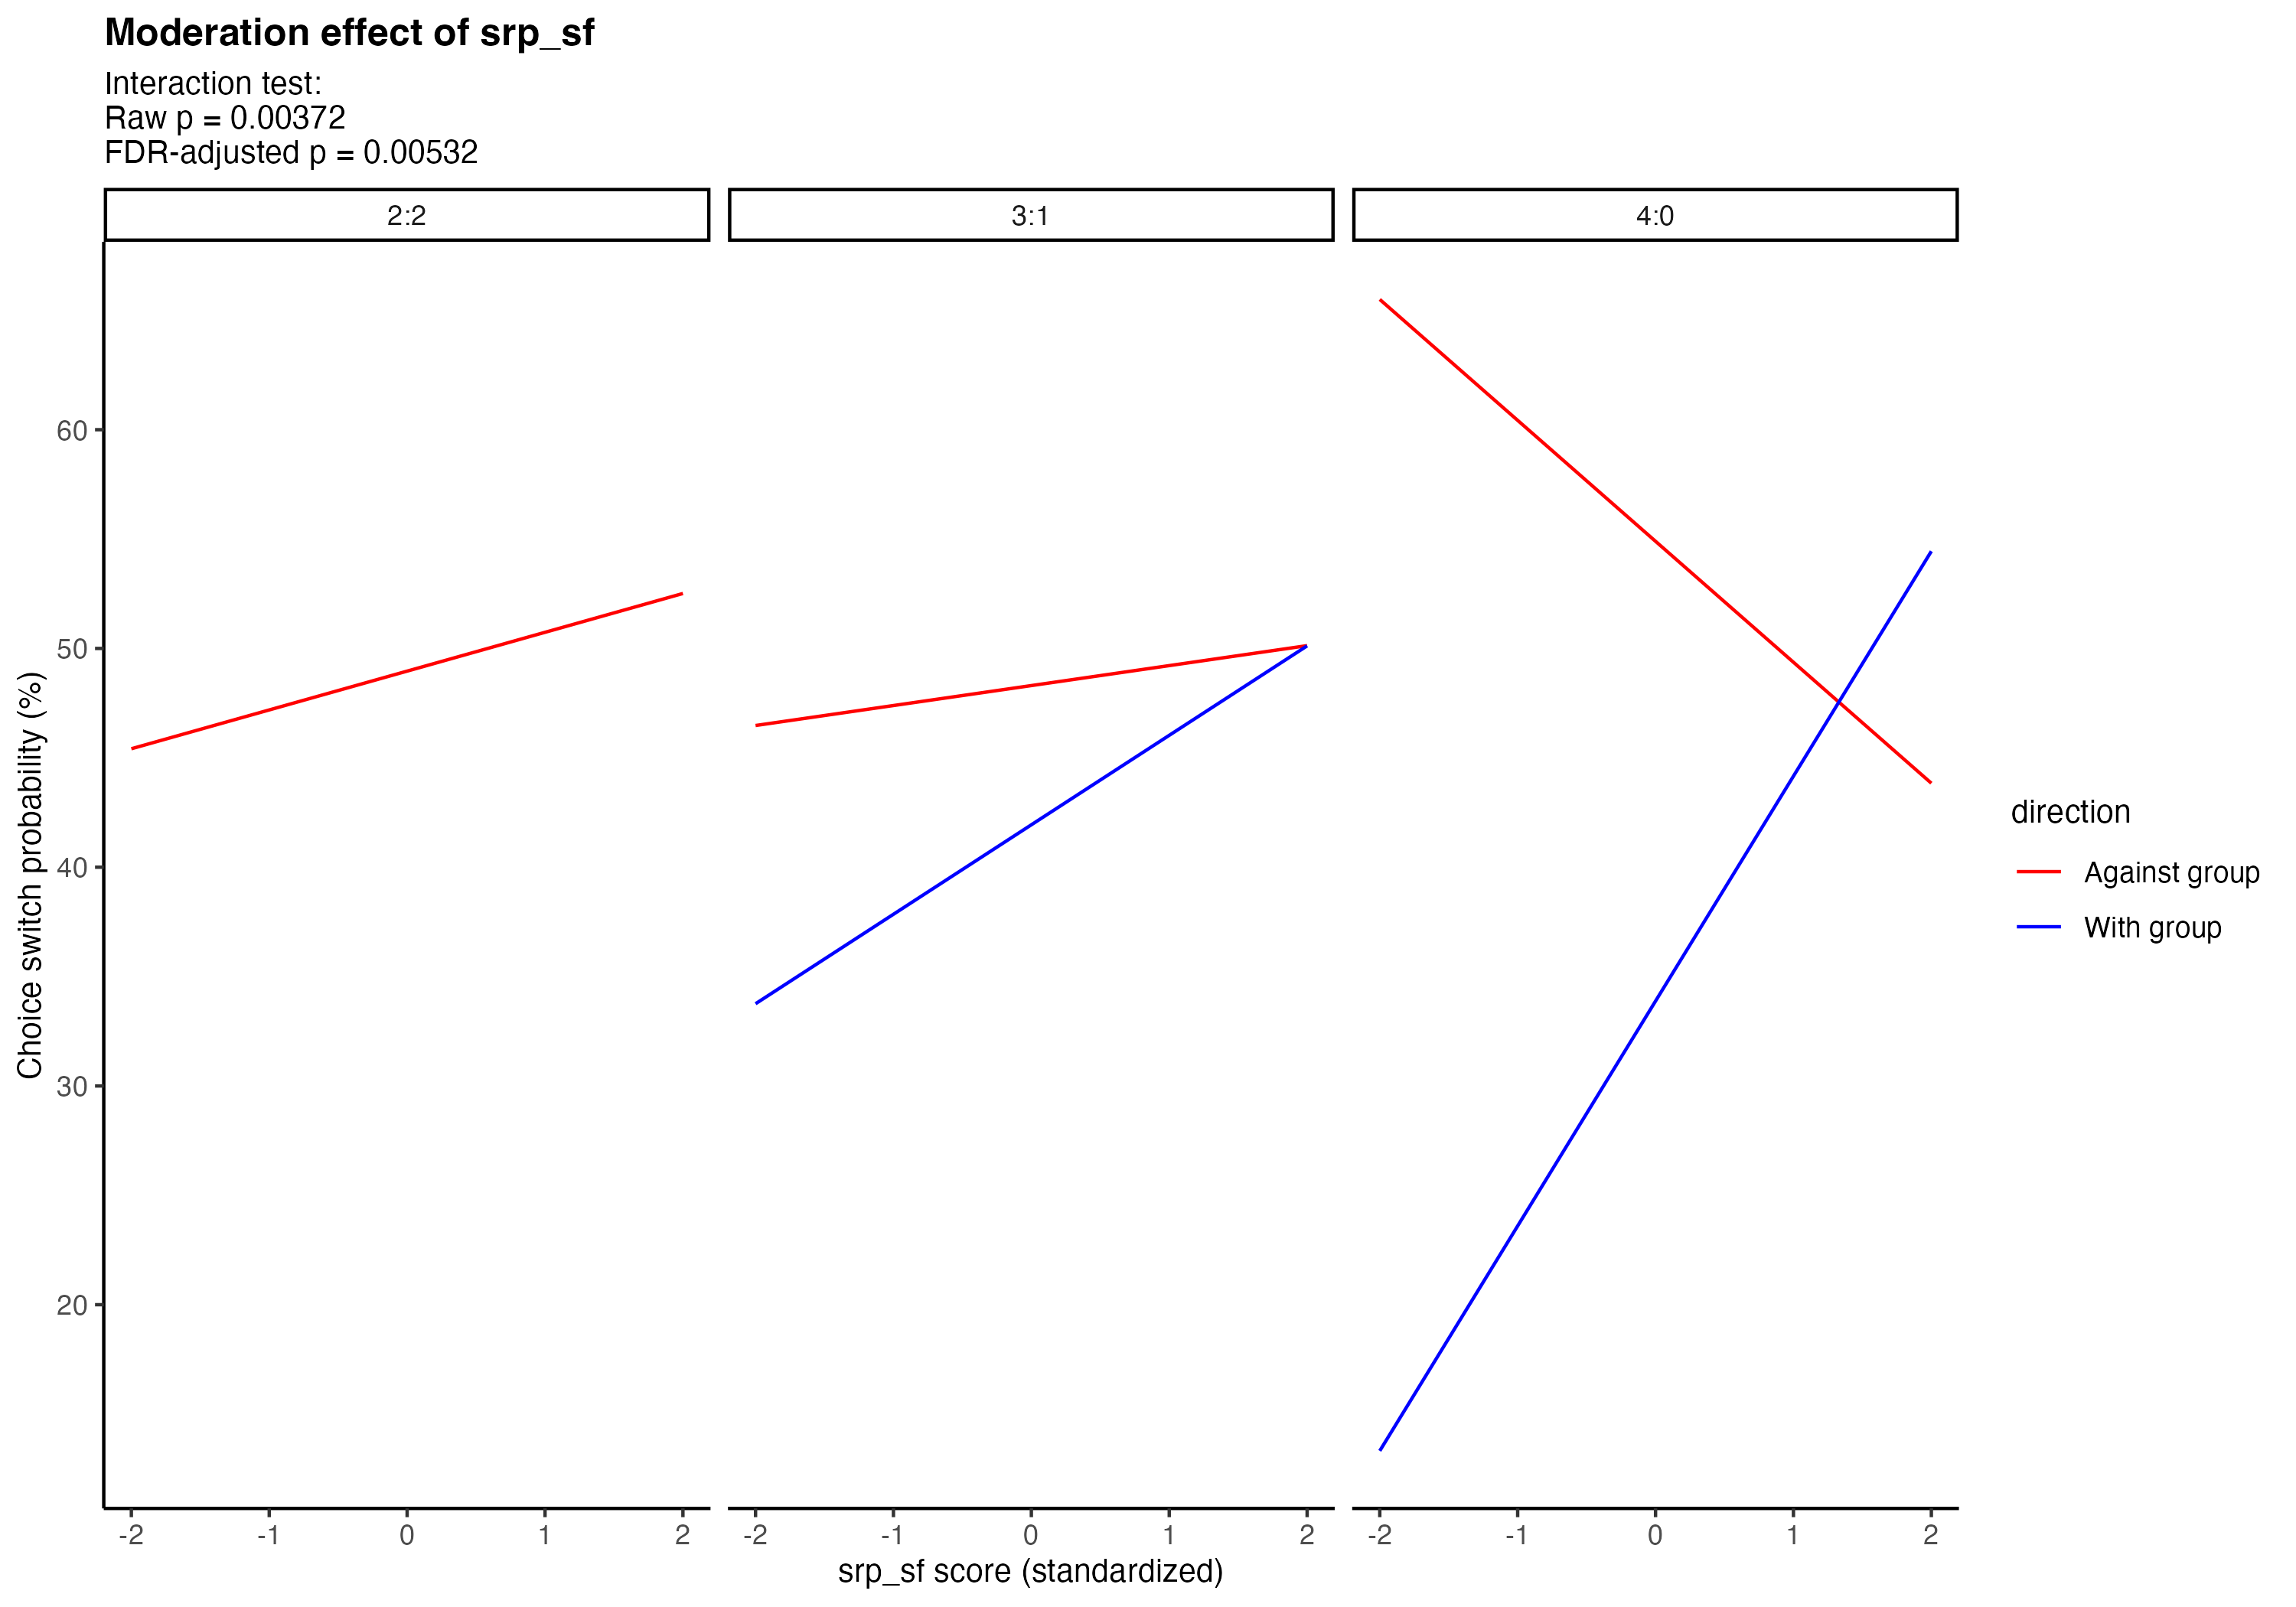 Moderation effect of srp_sf
Interaction test:
Raw p = 0.00372
FDR-adjusted p = 0.00532
2:2
3:1
4:0
Choice switch probability (%)
60
50
40
30
20
-2 -1 0 1 2
-2 -1 0 1 2
-2 -1 0 1 2
srp_sf score (standardized)
direction
Against group
With group